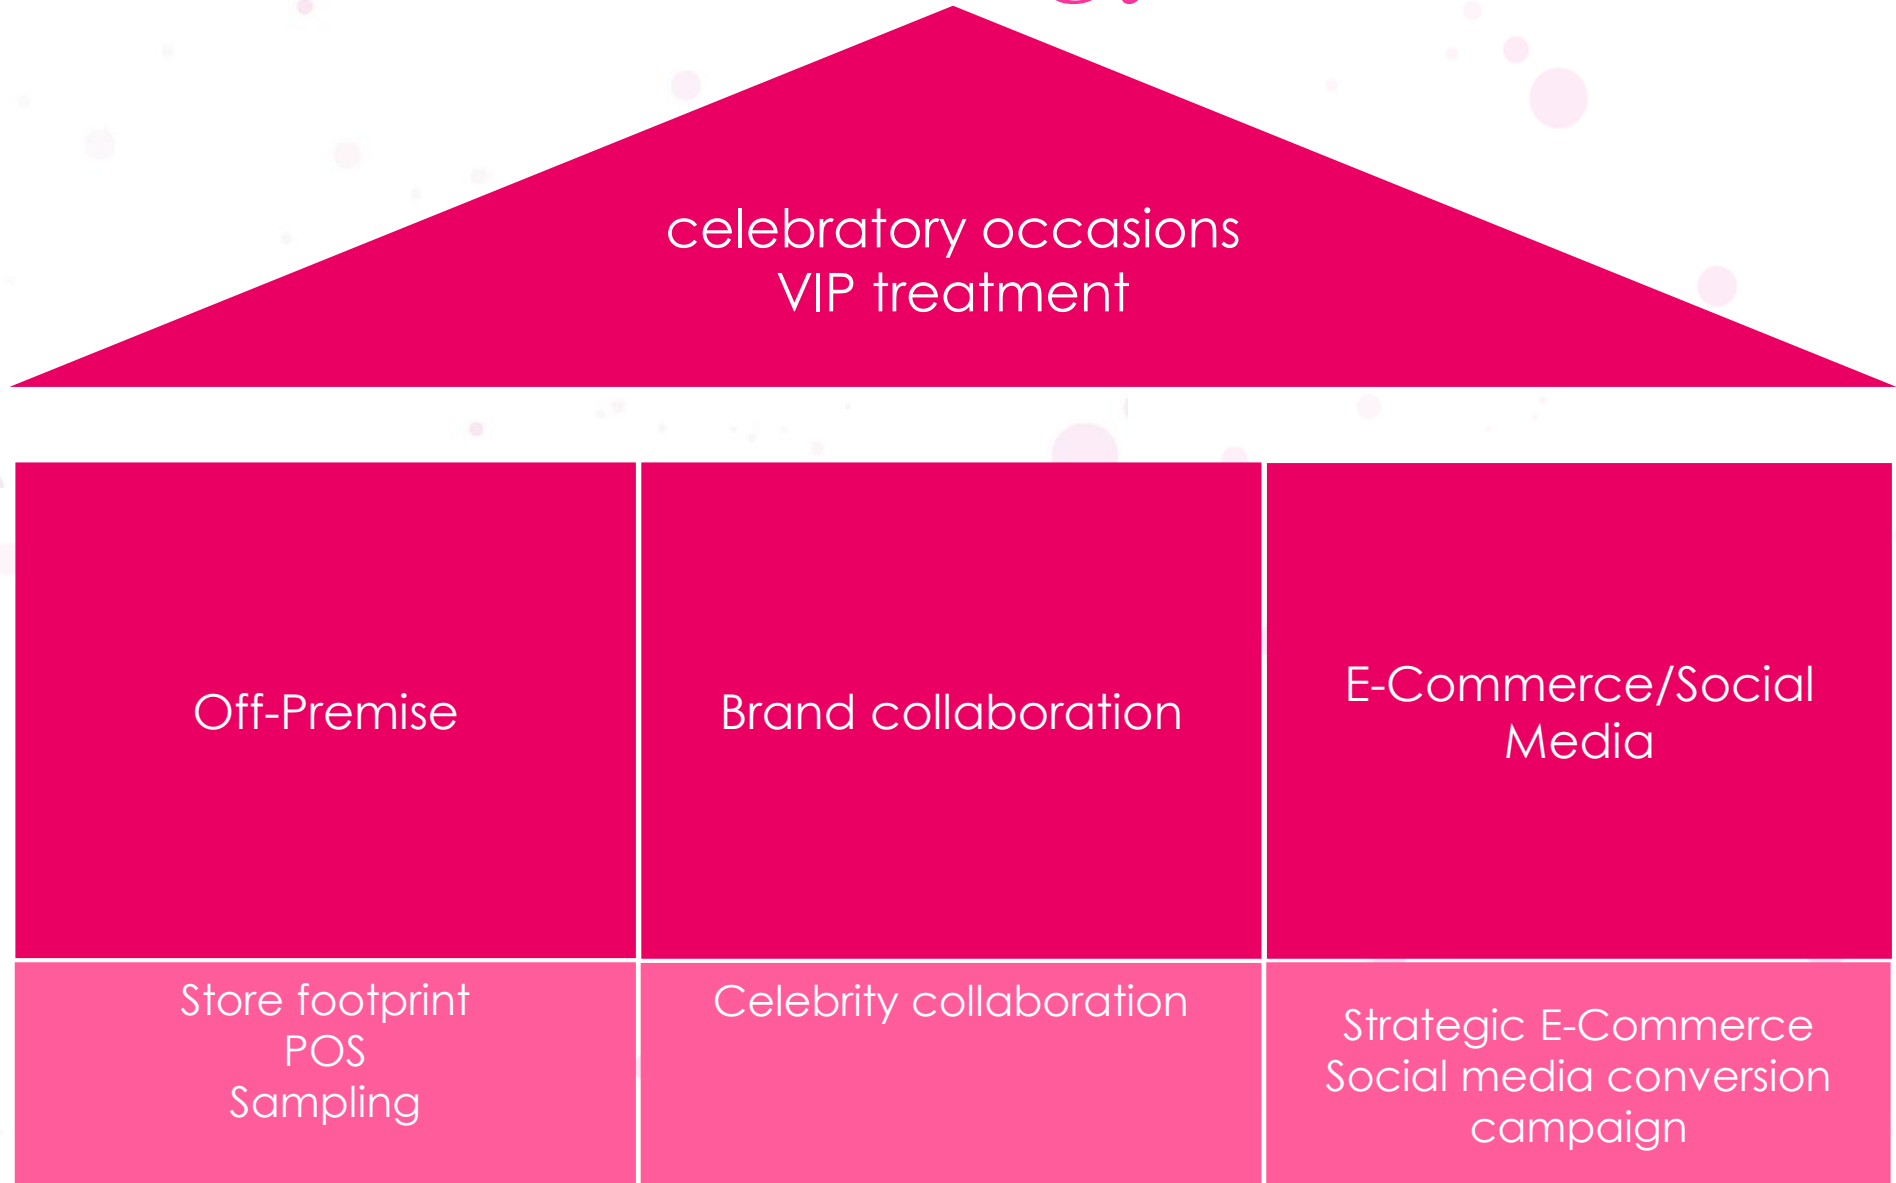 celebratory occasions
VIP treatment
Off-Premise
Brand collaboration
E-Commerce/Social
Media
Store footprint
POS
Sampling
Celebrity collaboration
Strategic E-Commerce
Social media conversion
campaign